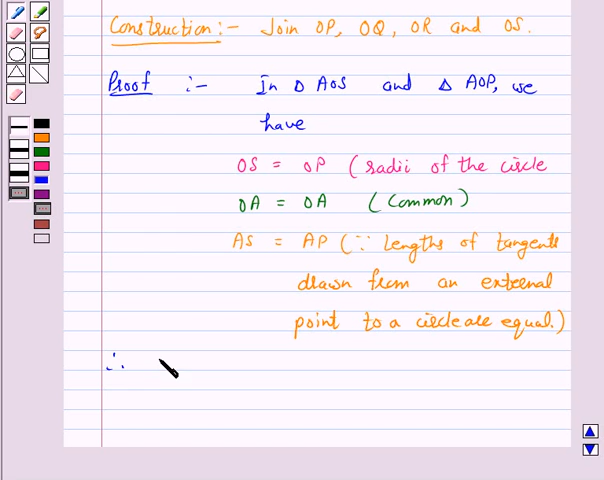 Construction:- Join OP, OQ, OR and OS.
Proof :- In Δ AOS and Δ AOP, we
have
OS = OP (radii of the circle
OA = OA (Common)
AS = AP (∵ lengths of tangents
drawn from an external
point to a circle are equal.)
∴